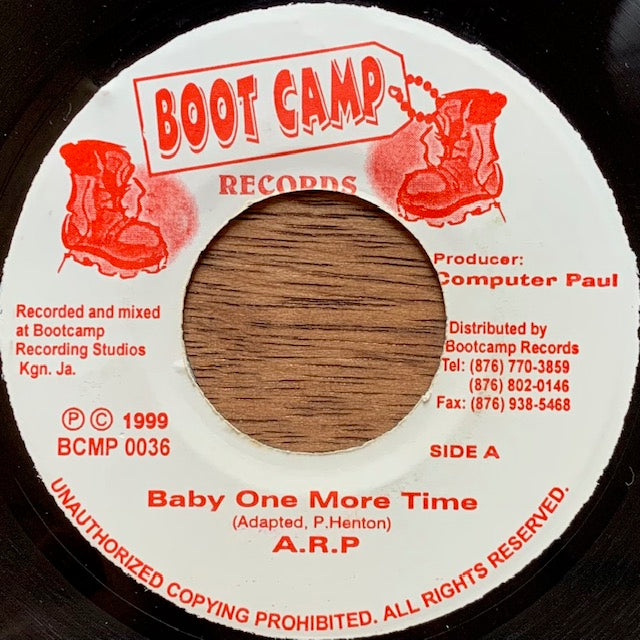 BOOT CAMP
RECORDS
Producer:
Computer Paul
Recorded and mixed
at Bootcamp
Recording Studios
Kgn. Ja.
Distributed by
Bootcamp Records
Tel: (876) 770-3859
(876) 802-0146
Fax: (876) 938-5468
Ⓟ © 1999
BCMP 0036
SIDE A
Baby One More Time
(Adapted, P.Henton)
A.R.P
UNAUTHORIZED COPYING PROHIBITED. ALL RIGHTS RESERVED.